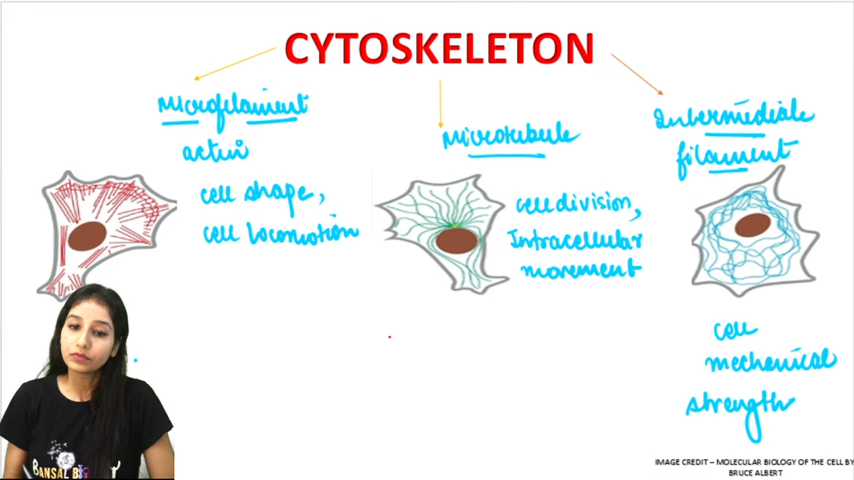 CYTOSKELETON
Microfilament
actin
cell shape,
cell locomotion
Microtubule
cell division,
Intracellular
movement
Intermediate
filament
cell
mechanical
strength
BANSAL
IMAGE CREDIT – MOLECULAR BIOLOGY OF THE CELL BY
BRUCE ALBERT